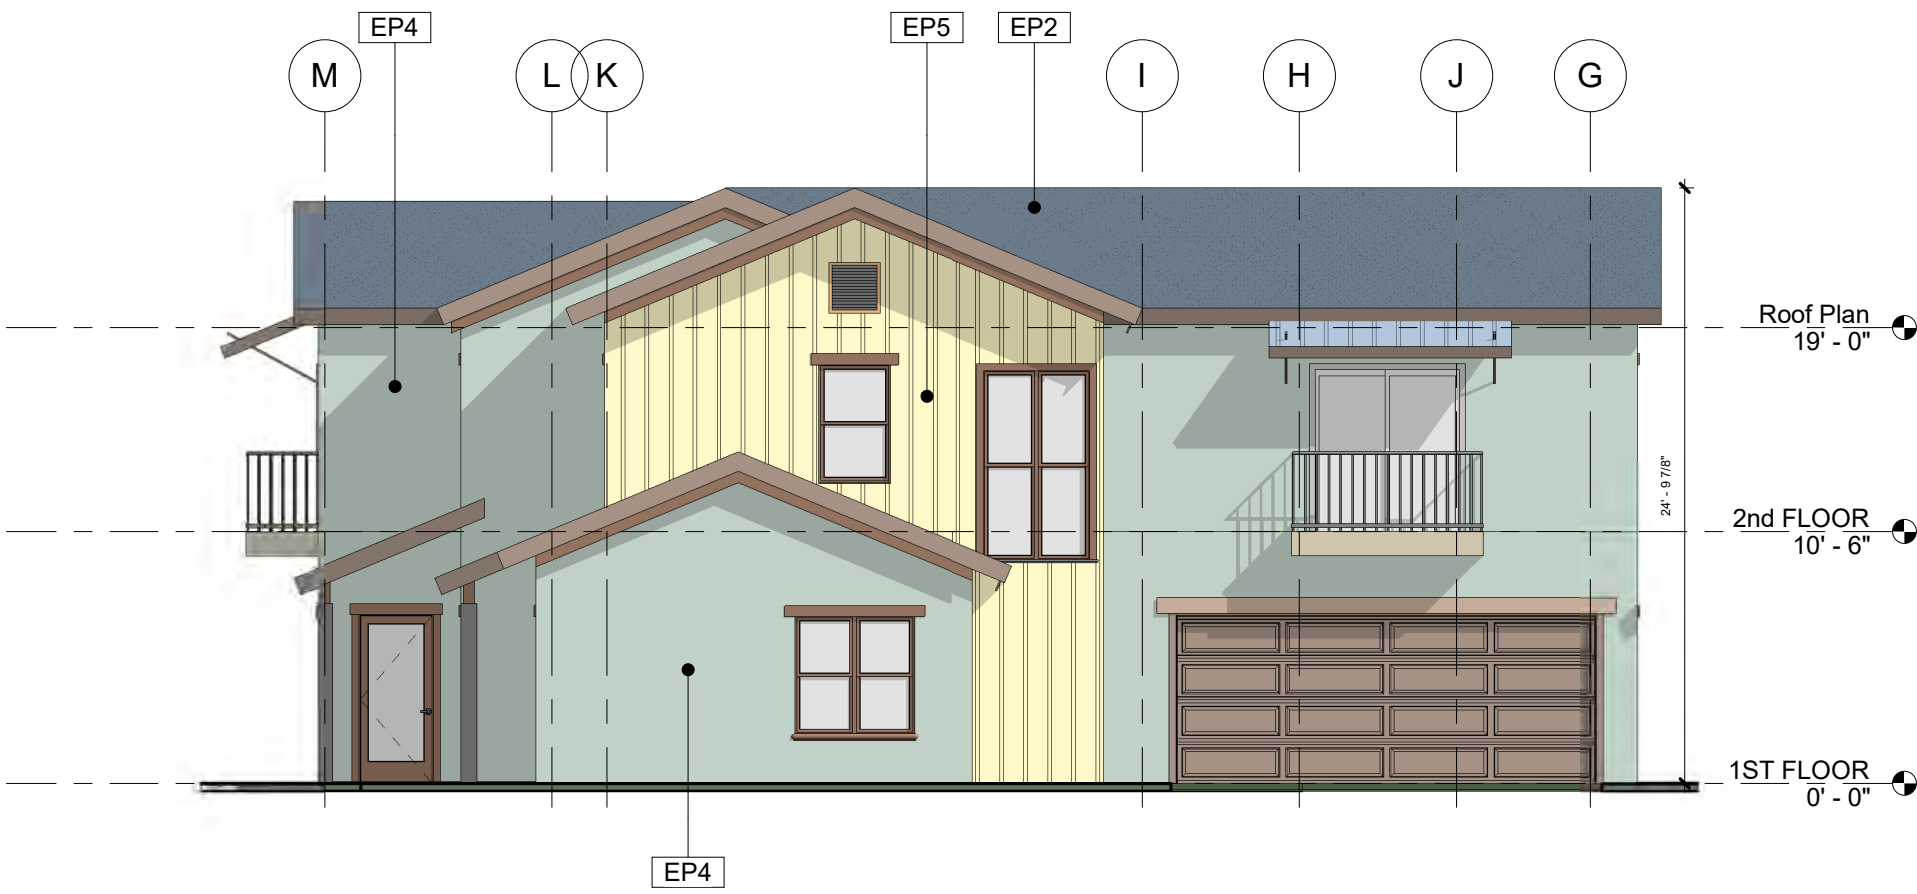 EP4
EP5
EP2
M
L
K
I
H
J
G
Roof Plan
19' - 0"
24' - 9 7/8"
2nd FLOOR
10' - 6"
1ST FLOOR
0' - 0"
EP4